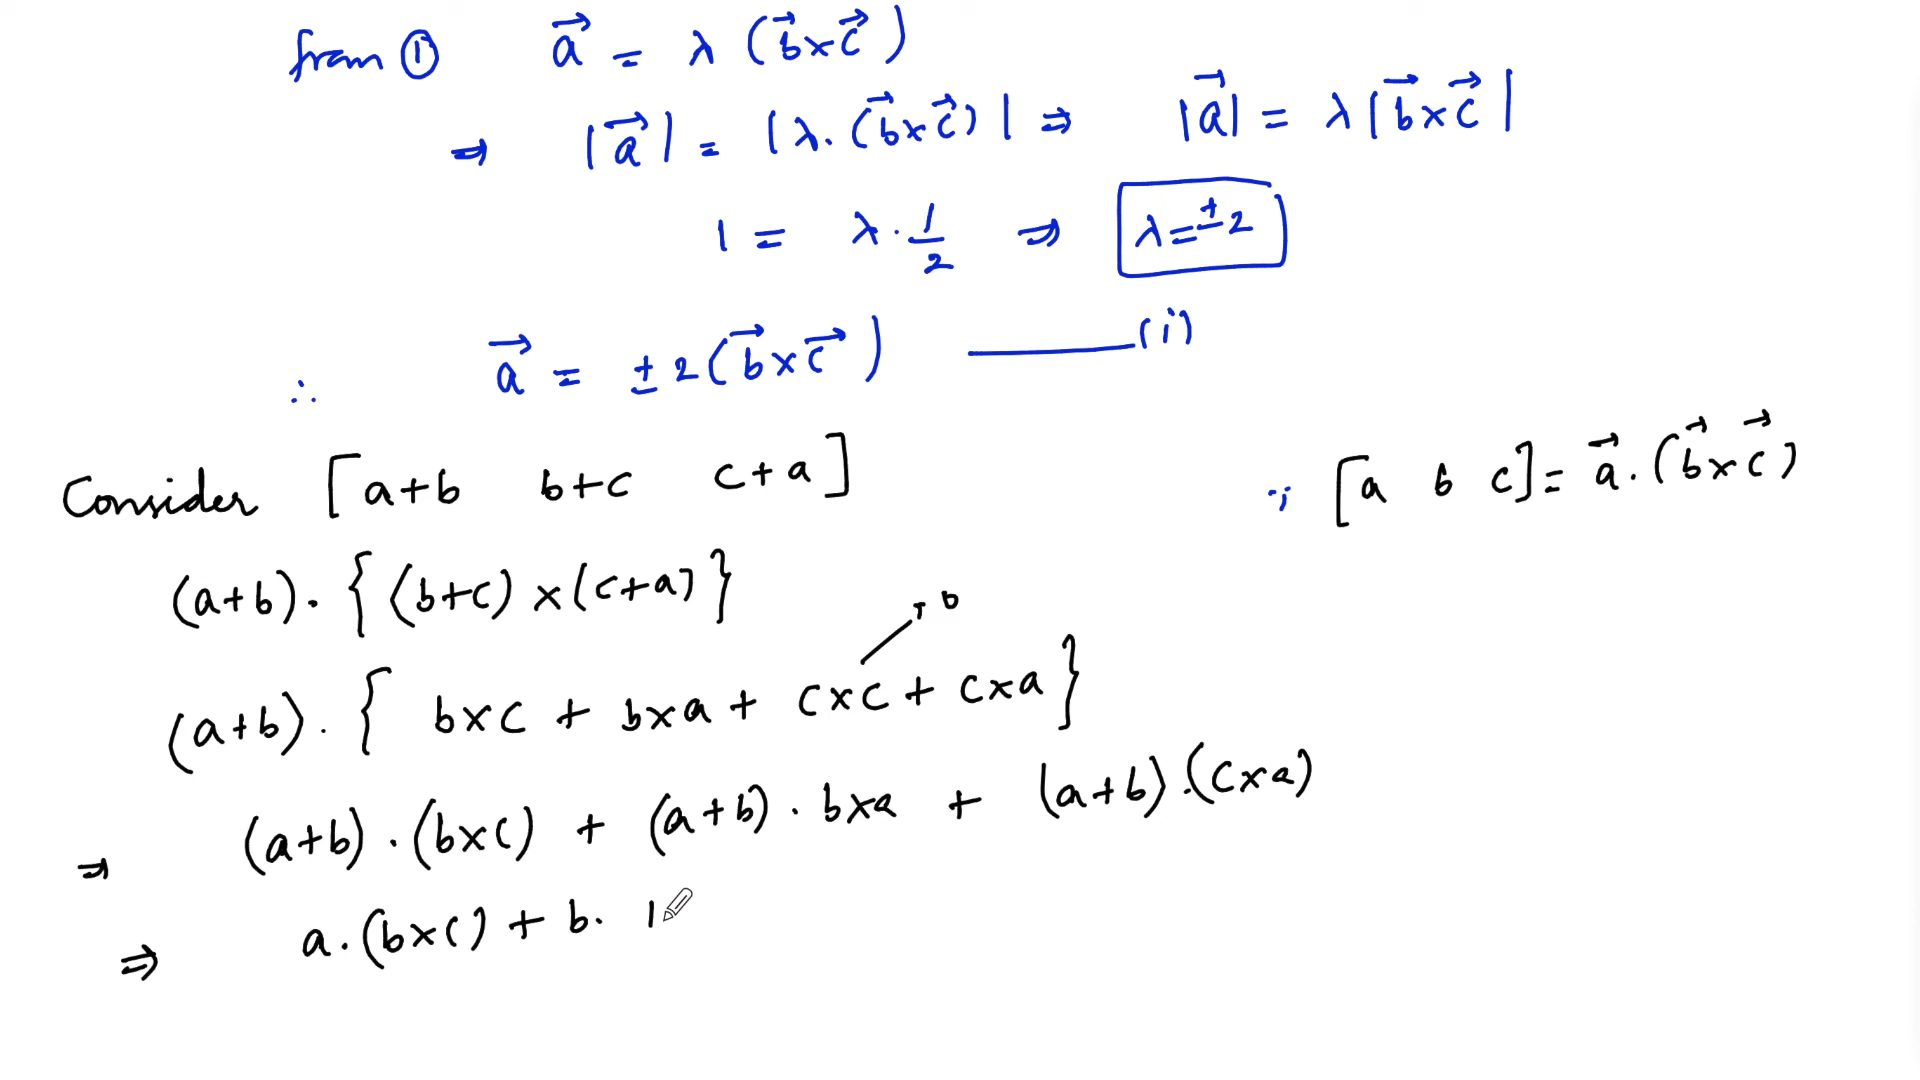 from ① a⃗ = λ (b⃗×c⃗)
⇒ |a⃗| = |λ.(b⃗×c⃗)| ⇒ |a⃗| = λ|b⃗×c⃗|
1 = λ.1/2 ⇒ λ=±2
∴ a⃗ = ±2(b⃗×c⃗) ———(i)
Consider [a+b b+c c+a] ∵ [a b c]= a⃗.(b⃗×c⃗)
(a+b).{(b+c)×(c+a)}
→ 0
(a+b).{ b×c + b×a + c×c + c×a}
⇒ (a+b).(b×c) + (a+b).b×a + (a+b).(c×a)
⇒ a.(b×c) + b.